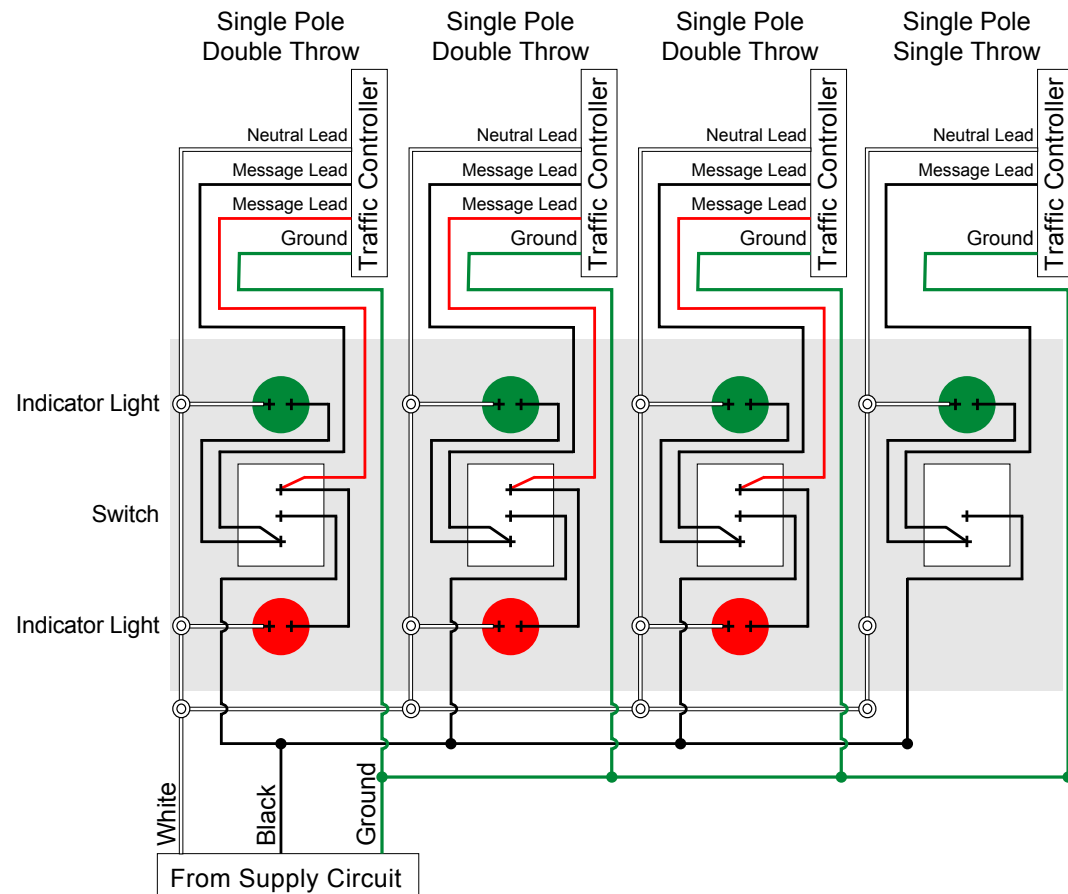 Single Pole
Double Throw
Single Pole
Double Throw
Single Pole
Double Throw
Single Pole
Single Throw
Traffic Controller
Traffic Controller
Traffic Controller
Traffic Controller
Neutral Lead
Neutral Lead
Neutral Lead
Neutral Lead
Message Lead
Message Lead
Message Lead
Message Lead
Message Lead
Message Lead
Message Lead
Ground
Ground
Ground
Ground
Indicator Light
Switch
Indicator Light
White
Black
Ground
From Supply Circuit